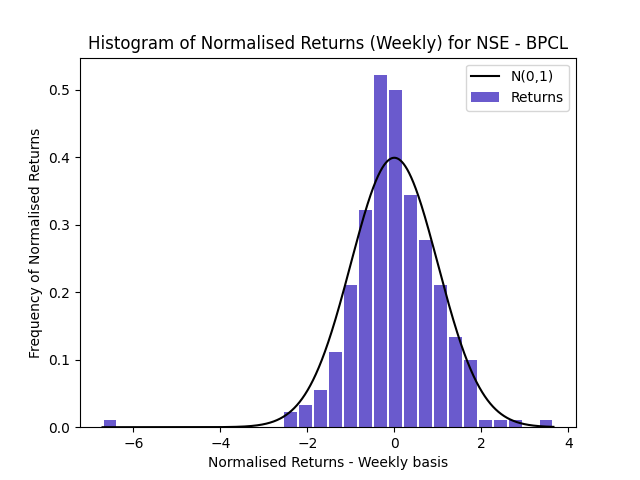 Histogram of Normalised Returns (Weekly) for NSE - BPCL
N(0,1)
Returns
Frequency of Normalised Returns
0.5
0.4
0.3
0.2
0.1
0.0
−6
−4
−2
0
2
4
Normalised Returns - Weekly basis